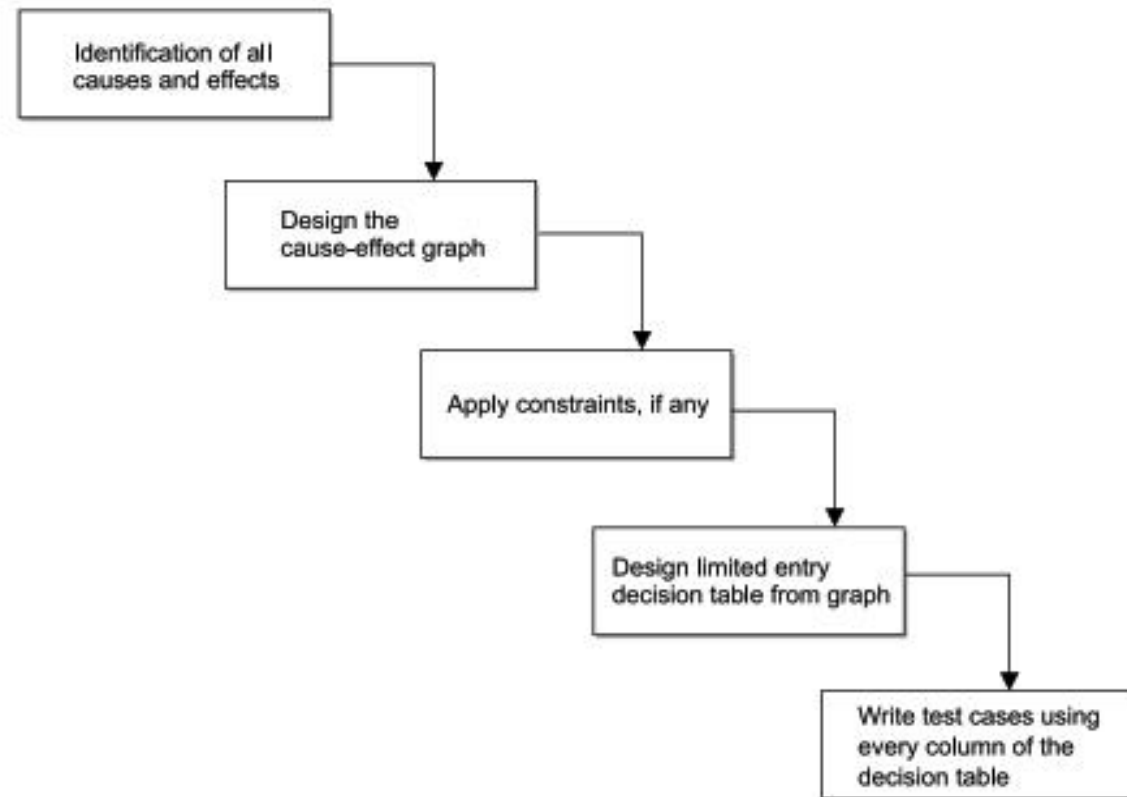 Identification of all
causes and effects
Design the
cause-effect graph
Apply constraints, if any
Design limited entry
decision table from graph
Write test cases using
every column of the
decision table